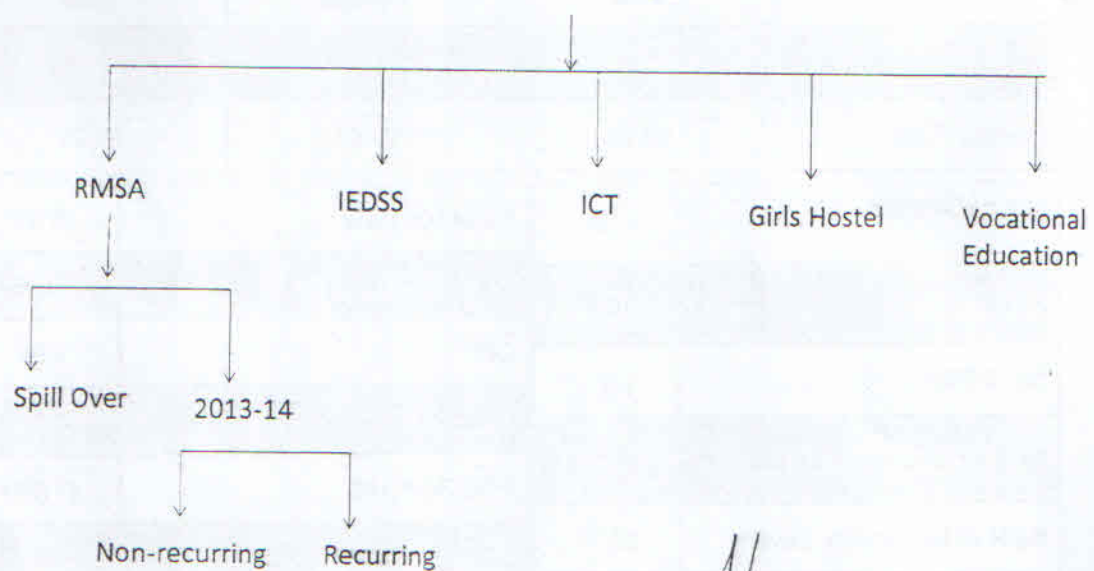 RMSA
IEDSS
ICT
Girls Hostel
Vocational
Education
Spill Over
2013-14
Non-recurring
Recurring